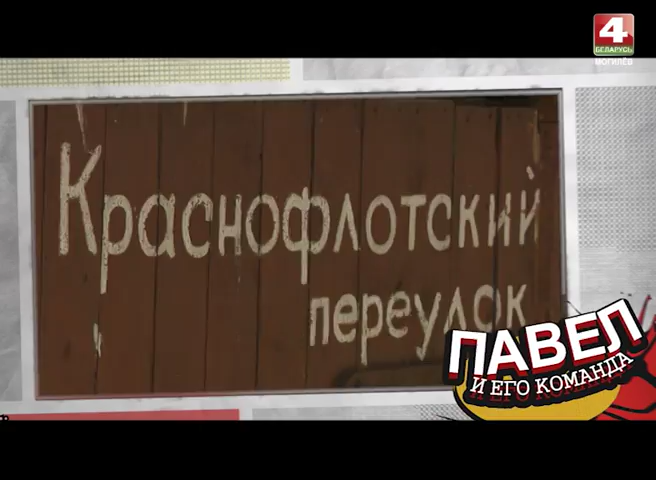 4
БЕЛАРУСЬ
МОГИЛЁВ
Краснофлотский
переулок
ПАВЕЛ
И ЕГО КОМАНДА